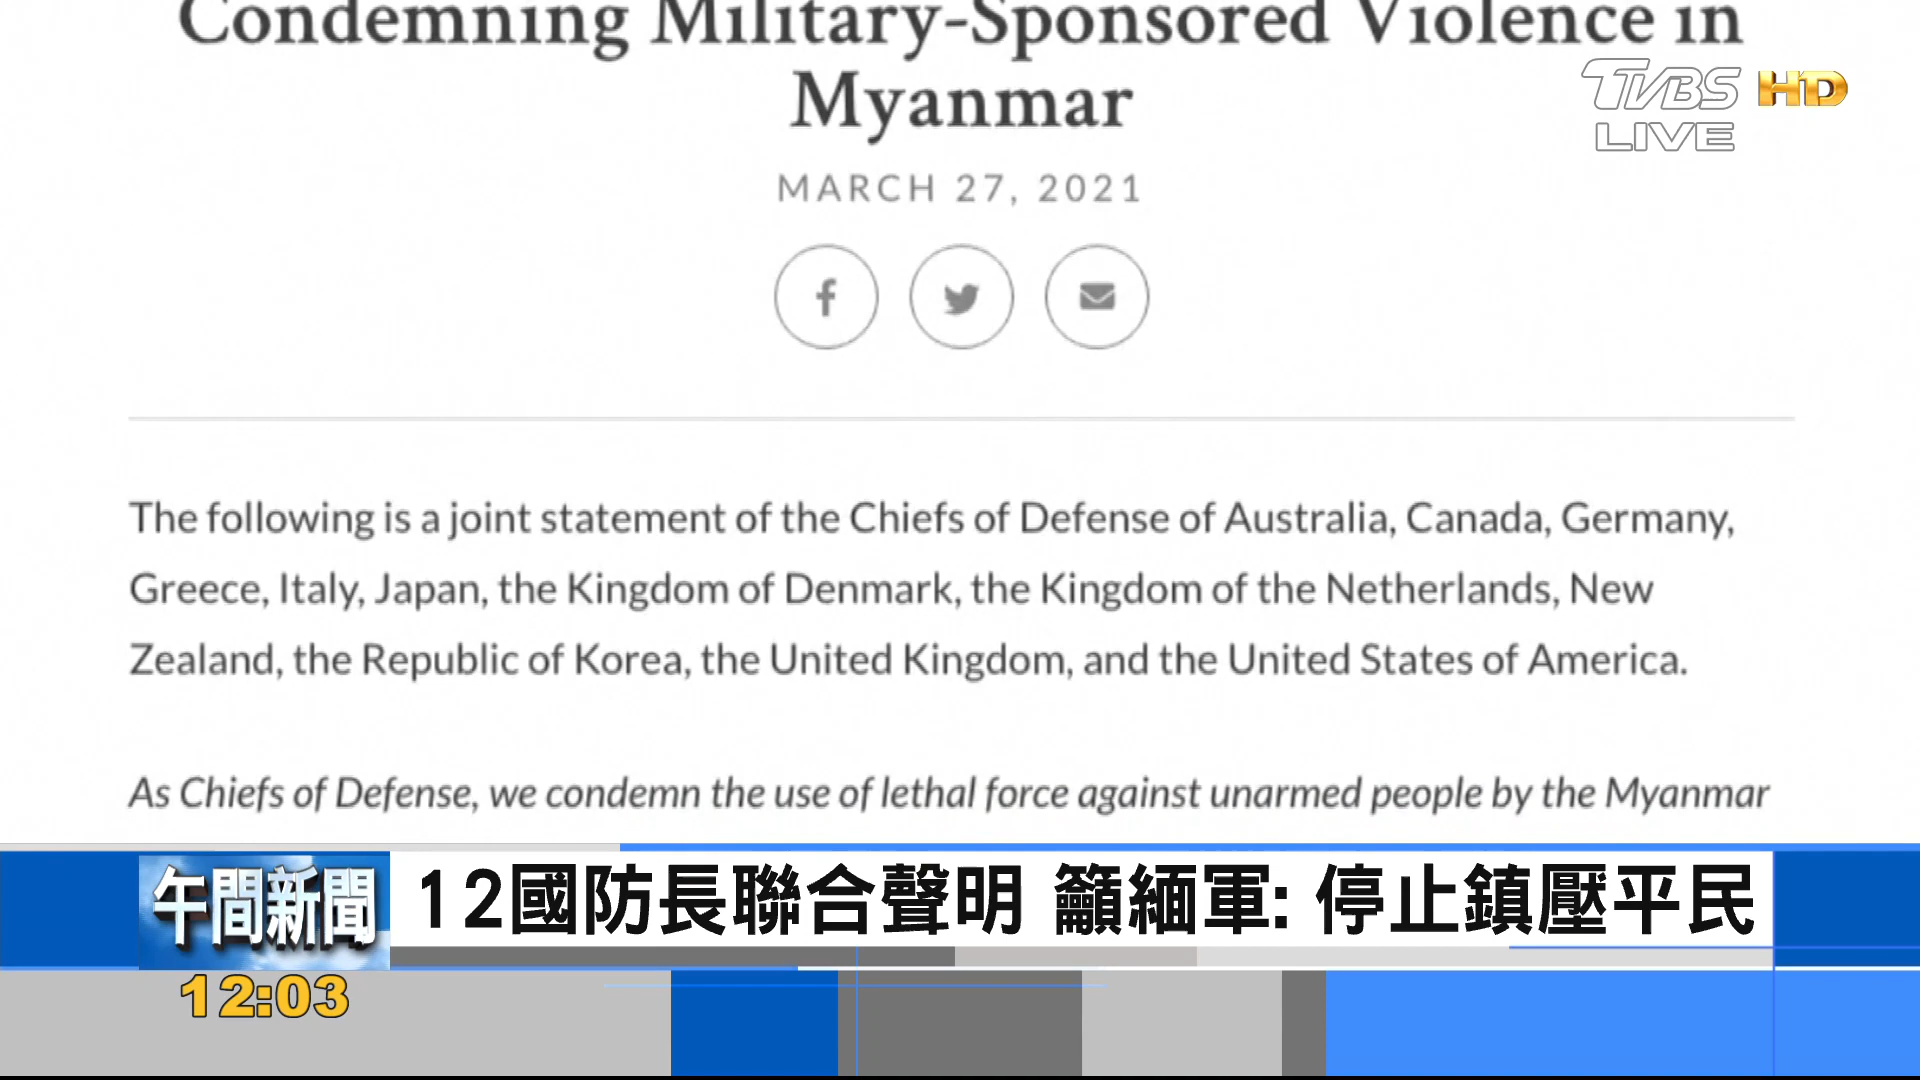 Condemning Military-Sponsored Violence in
Myanmar
TVBS HD
LIVE
MARCH 27, 2021
The following is a joint statement of the Chiefs of Defense of Australia, Canada, Germany,
Greece, Italy, Japan, the Kingdom of Denmark, the Kingdom of the Netherlands, New
Zealand, the Republic of Korea, the United Kingdom, and the United States of America.
As Chiefs of Defense, we condemn the use of lethal force against unarmed people by the Myanmar
午間新聞
12國防長聯合聲明 籲緬軍: 停止鎮壓平民
12:03